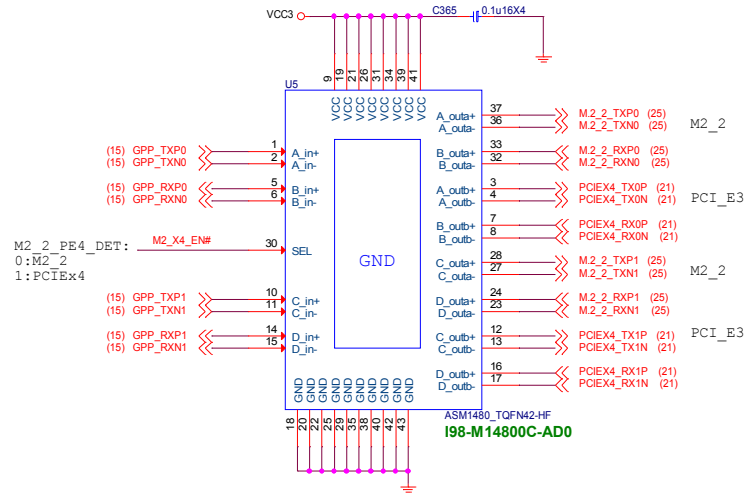 VCC3
C365 0.1u16X4
U5
9 19 21 26 31 34 39 41
VCC VCC VCC VCC VCC VCC VCC VCC
A_outa+ 37 M.2_2_TXP0 (25)
A_outa- 36 M.2_2_TXN0 (25)
M2_2
(15) GPP_TXP0 1 A_in+
(15) GPP_TXN0 2 A_in-
B_outa+ 33 M.2_2_RXP0 (25)
B_outa- 32 M.2_2_RXN0 (25)
(15) GPP_RXP0 5 B_in+
(15) GPP_RXN0 6 B_in-
A_outb+ 3 PCIEX4_TX0P (21)
A_outb- 4 PCIEX4_TX0N (21)
PCI_E3
B_outb+ 7 PCIEX4_RX0P (21)
B_outb- 8 PCIEX4_RX0N (21)
M2_2_PE4_DET:
0:M2_2
1:PCIEx4
M2_X4_EN# 30 SEL
GND
C_outa+ 28 M.2_2_TXP1 (25)
C_outa- 27 M.2_2_TXN1 (25)
M2_2
(15) GPP_TXP1 10 C_in+
(15) GPP_TXN1 11 C_in-
D_outa+ 24 M.2_2_RXP1 (25)
D_outa- 23 M.2_2_RXN1 (25)
(15) GPP_RXP1 14 D_in+
(15) GPP_RXN1 15 D_in-
C_outb+ 12 PCIEX4_TX1P (21)
C_outb- 13 PCIEX4_TX1N (21)
PCI_E3
D_outb+ 16 PCIEX4_RX1P (21)
D_outb- 17 PCIEX4_RX1N (21)
GND GND GND GND GND GND GND GND GND GND
18 20 22 25 29 35 38 40 42 43
ASM1480_TQFN42-HF
I98-M14800C-AD0